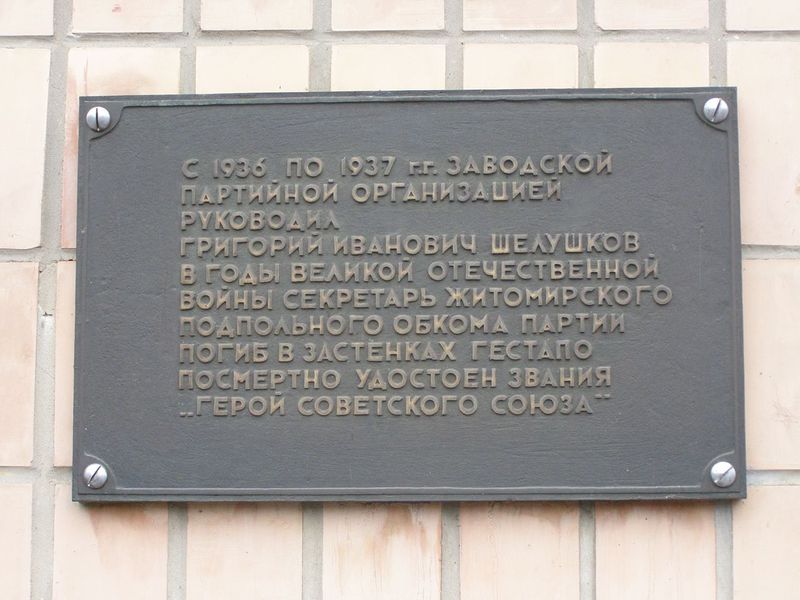 С 1936 ПО 1937 г.г. ЗАВОДСКОЙ
ПАРТИЙНОЙ ОРГАНИЗАЦИЕЙ
РУКОВОДИЛ
ГРИГОРИЙ ИВАНОВИЧ ШЕЛУШКОВ
В ГОДЫ ВЕЛИКОЙ ОТЕЧЕСТВЕННОЙ
ВОЙНЫ СЕКРЕТАРЬ ЖИТОМИРСКОГО
ПОДПОЛЬНОГО ОБКОМА ПАРТИИ
ПОГИБ В ЗАСТЕНКАХ ГЕСТАПО
ПОСМЕРТНО УДОСТОЕН ЗВАНИЯ
„ГЕРОЙ СОВЕТСКОГО СОЮЗА“